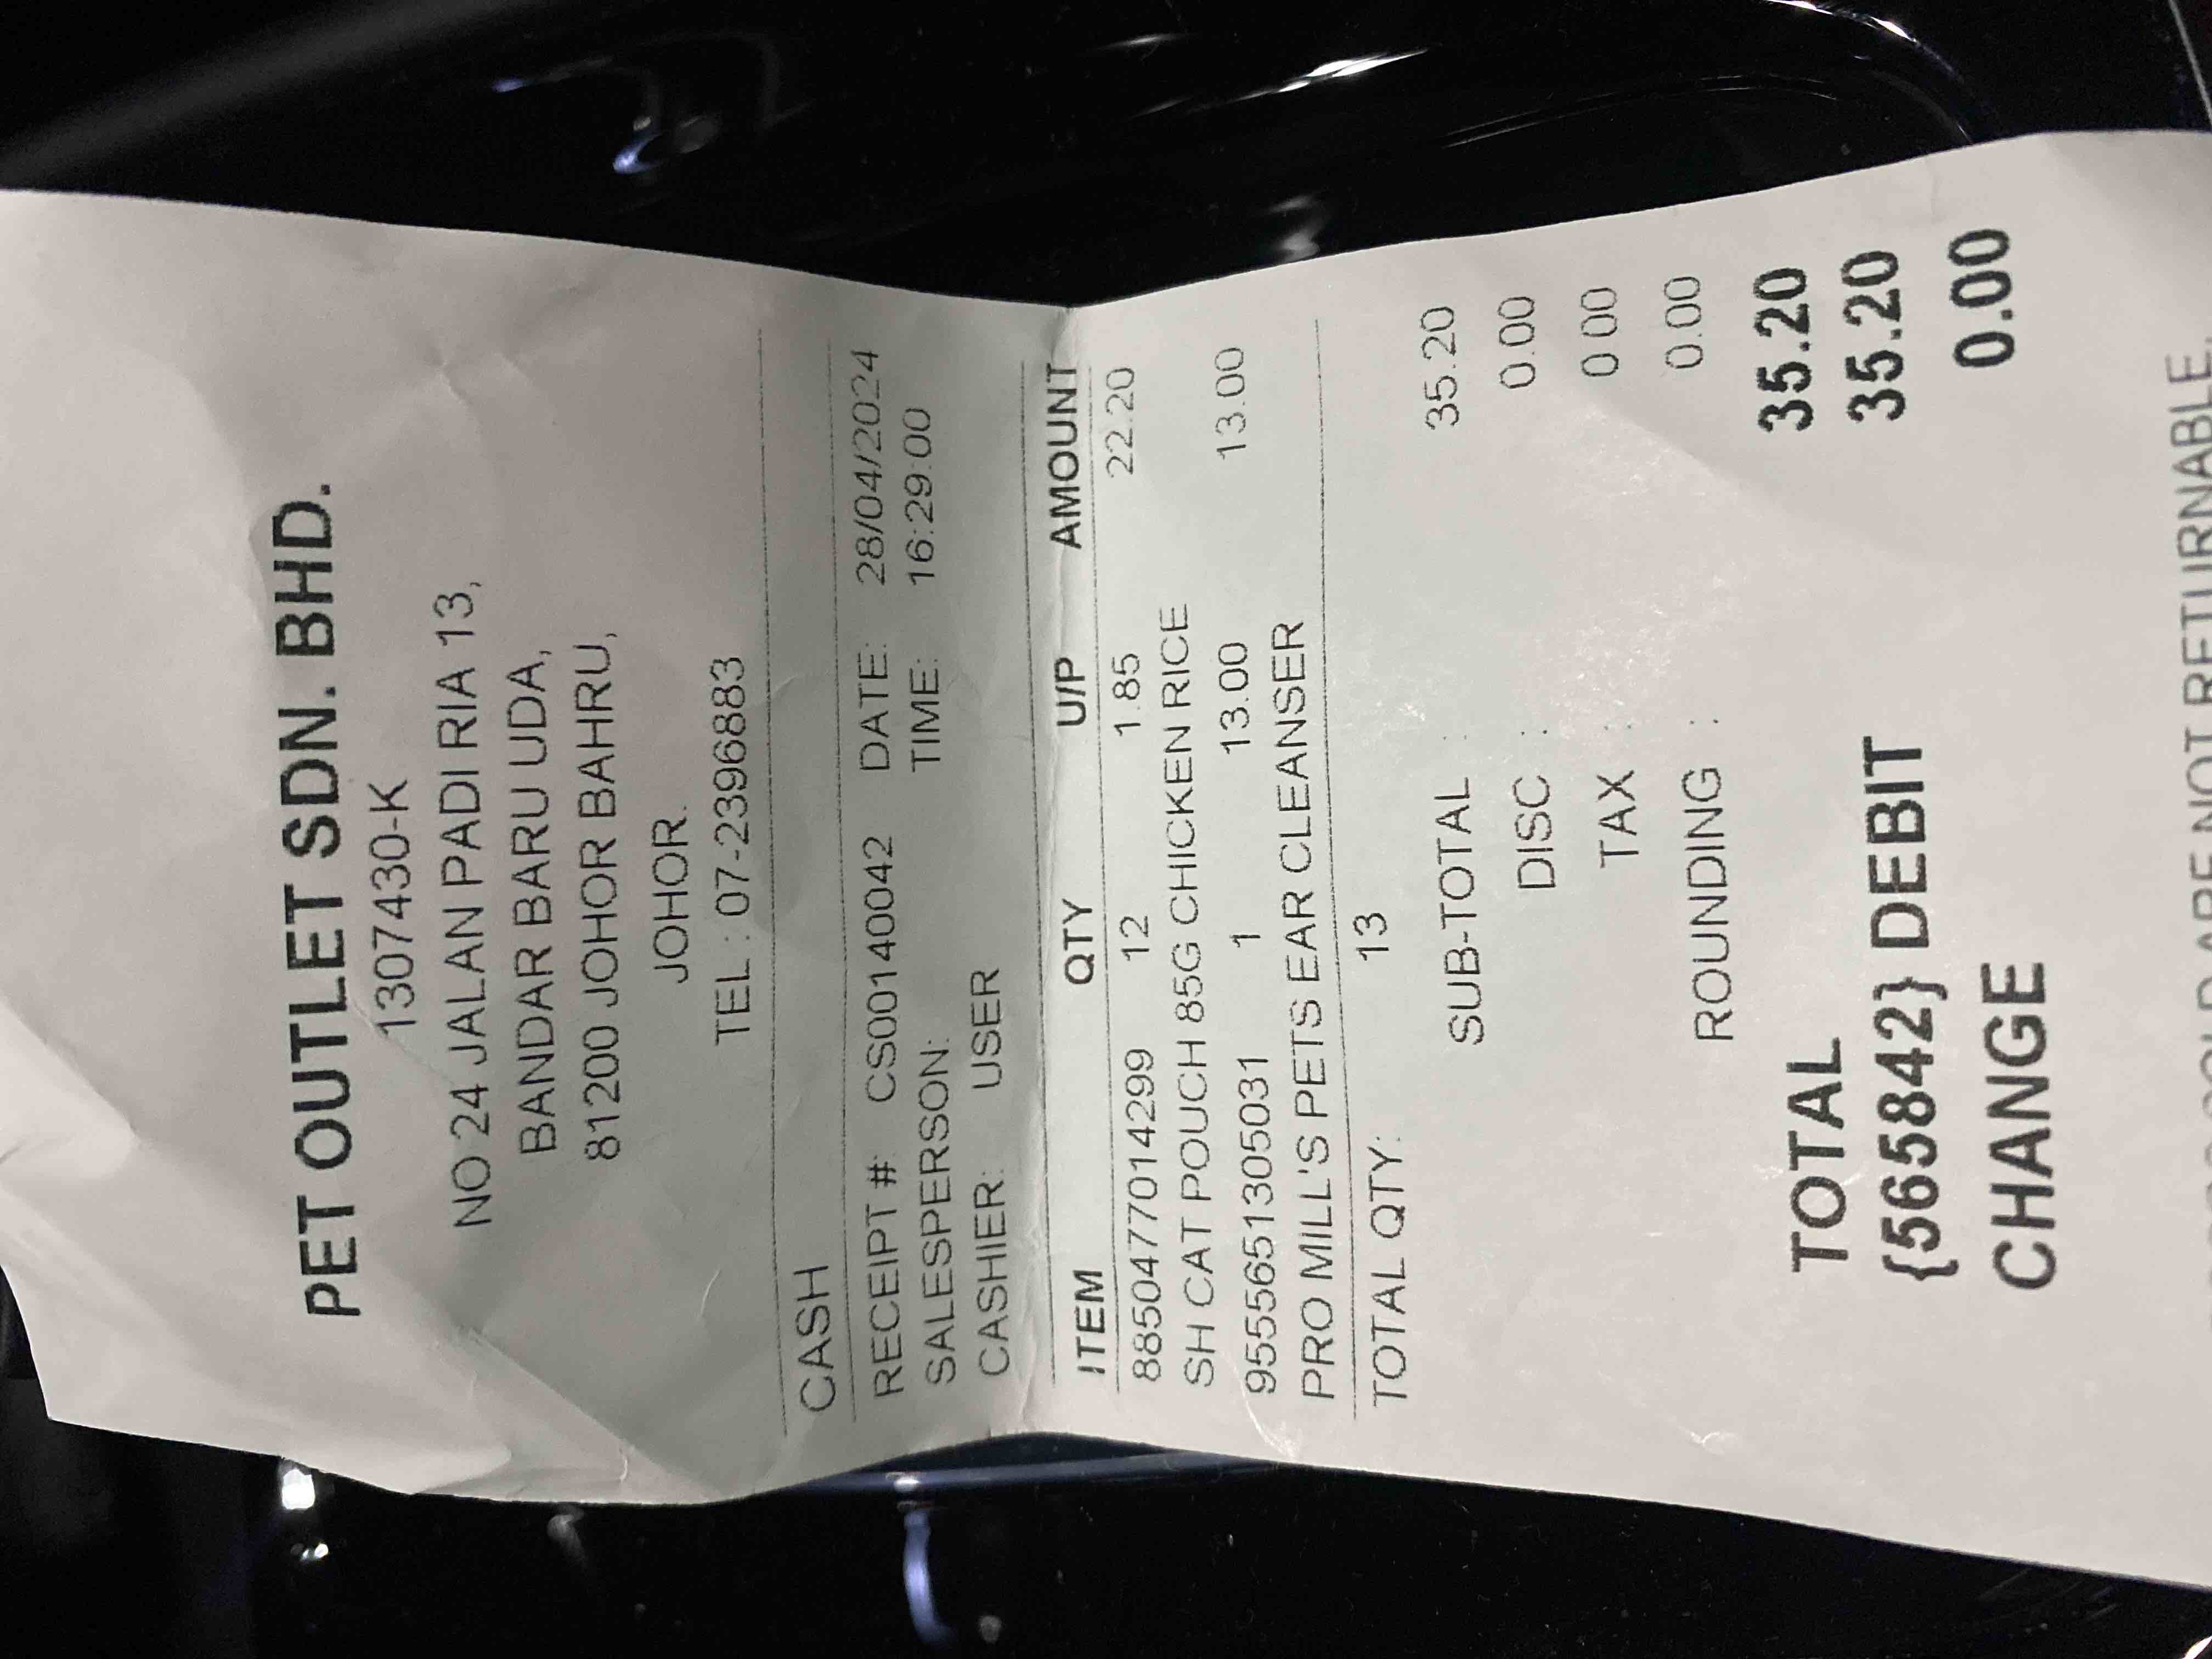 PET OUTLET SDN. BHD.
1307430-K
NO 24 JALAN PADI RIA 13,
BANDAR BARU UDA,
81200 JOHOR BAHRU,
JOHOR.
TEL : 07-2396883
CASH
RECEIPT #: CS00140042 DATE: 28/04/2024
SALESPERSON: TIME: 16:29:00
CASHIER: USER
ITEM QTY U/P AMOUNT
8850477014299 12 1.85 22.20
SH CAT POUCH 85G CHICKEN RICE
9555651305031 1 13.00 13.00
PRO MILL'S PETS EAR CLEANSER
TOTAL QTY: 13
SUB-TOTAL : 35.20
DISC : 0.00
TAX : 0.00
ROUNDING : 0.00
TOTAL 35.20
{565842} DEBIT 35.20
CHANGE 0.00
ARE NOT RETURNABLE.